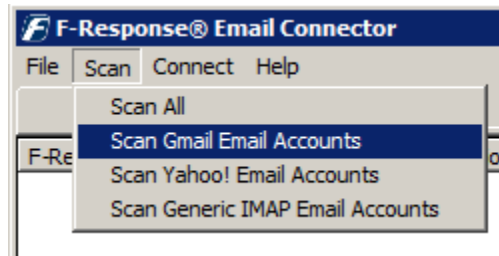 F-Response® Email Connector
File Scan Connect Help
Scan All
Scan Gmail Email Accounts
F-Re
Scan Yahoo! Email Accounts
Scan Generic IMAP Email Accounts